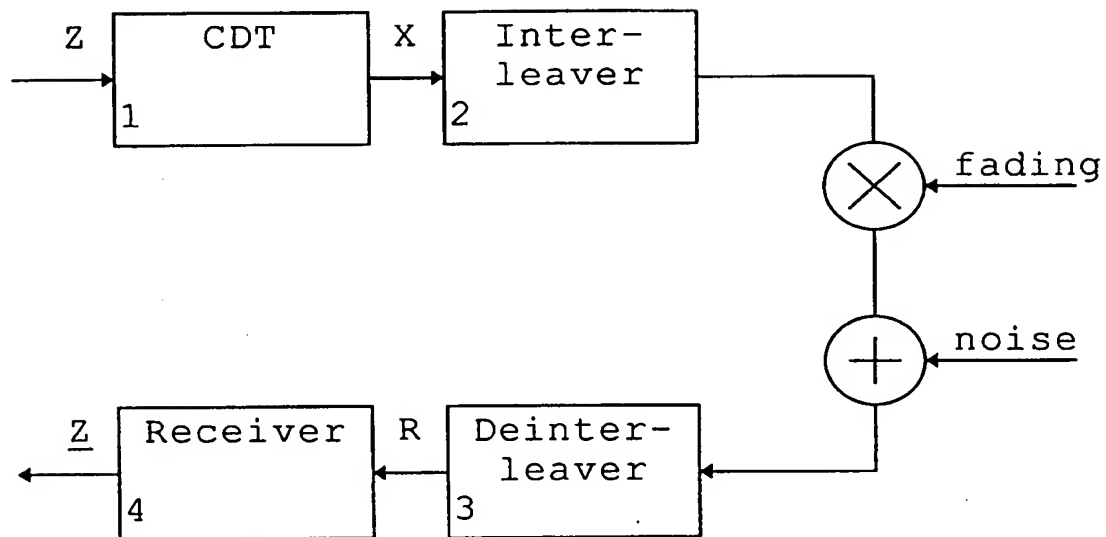 Z
CDT
1
X
Inter-
leaver
2
fading
noise
Z
Receiver
4
R
Deinter-
leaver
3